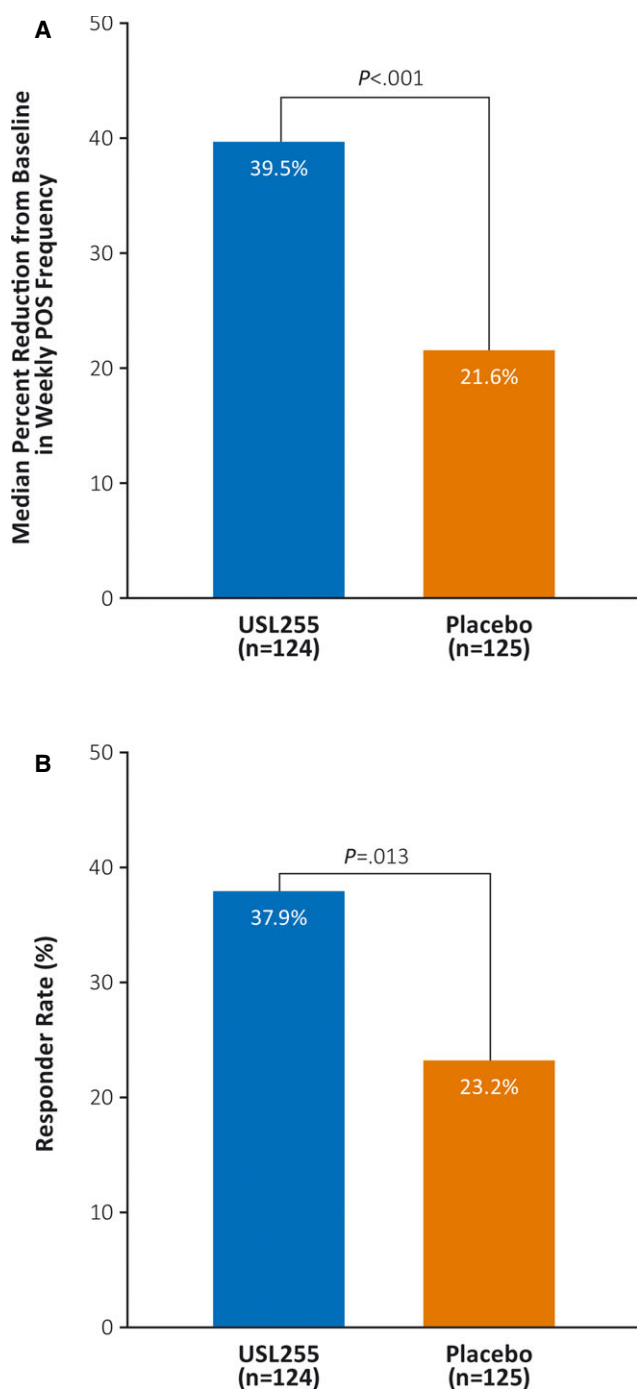 A
Median Percent Reduction from Baseline
in Weekly POS Frequency
50
40
30
20
10
0
P<.001
39.5%
21.6%
USL255
(n=124)
Placebo
(n=125)
B
Responder Rate (%)
50
40
30
20
10
0
P=.013
37.9%
23.2%
USL255
(n=124)
Placebo
(n=125)